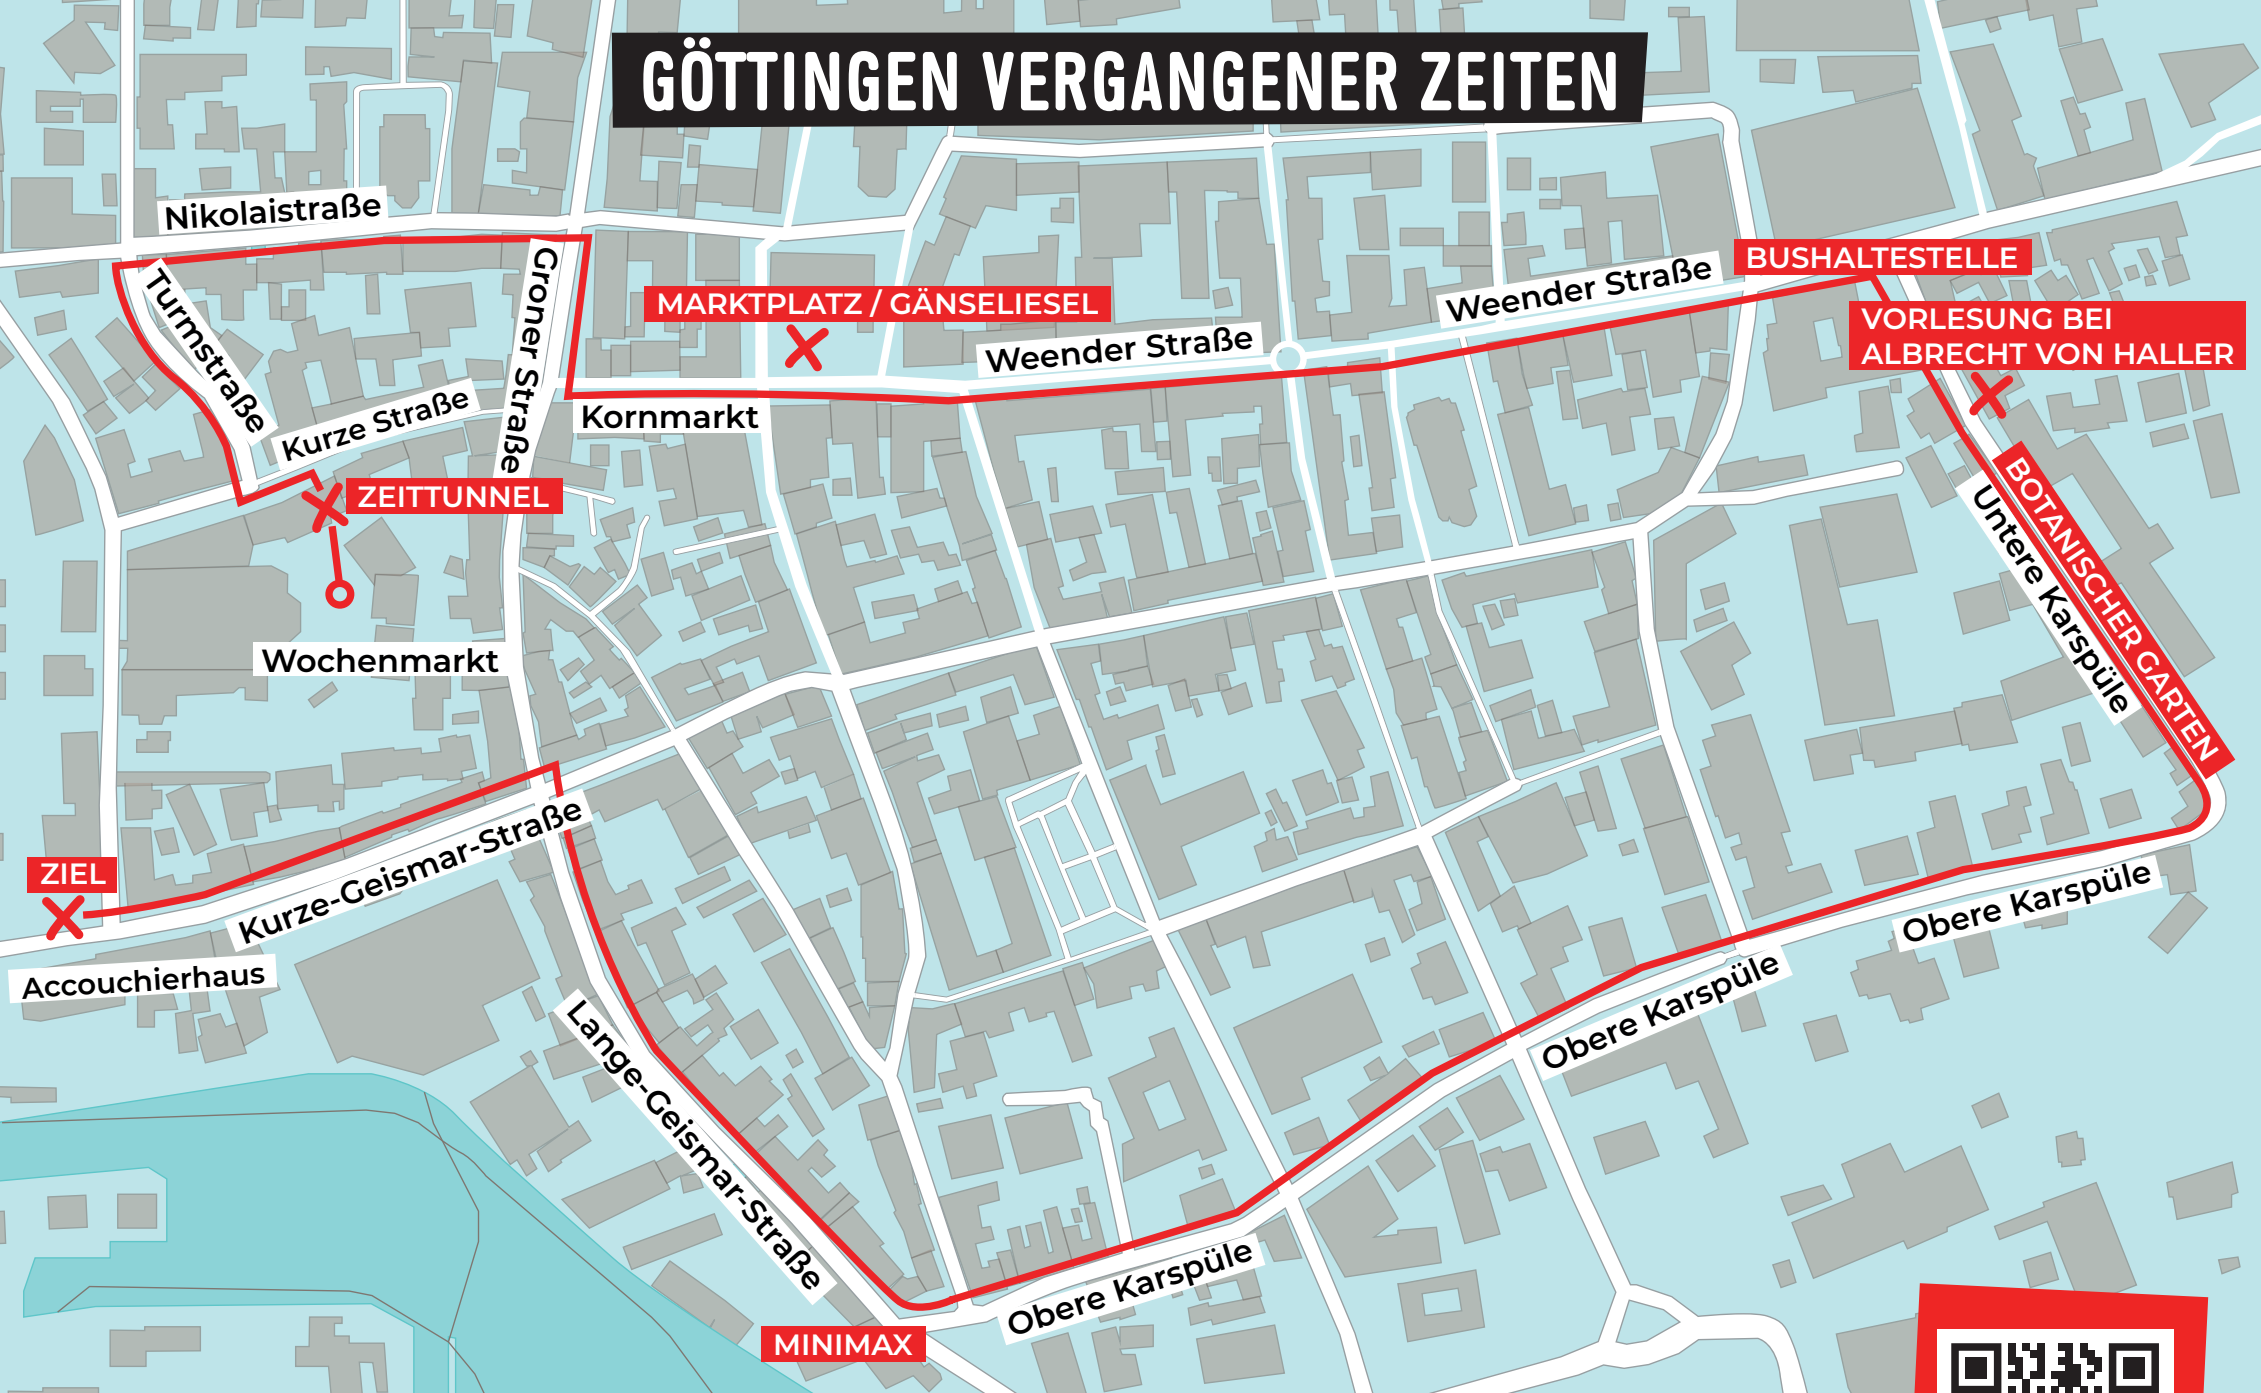 GÖTTINGEN VERGANGENER ZEITEN
Nikolaistraße
Turmstraße
Groner Straße
Kurze Straße
MARKTPLATZ / GÄNSELIESEL
Weender Straße
Weender Straße
BUSHALTESTELLE
VORLESUNG BEI
ALBRECHT VON HALLER
Kornmarkt
ZEITTUNNEL
BOTANISCHER GARTEN
Untere Karspüle
Wochenmarkt
Kurze-Geismar-Straße
ZIEL
Accouchierhaus
Obere Karspüle
Obere Karspüle
Lange-Geismar-Straße
Obere Karspüle
MINIMAX